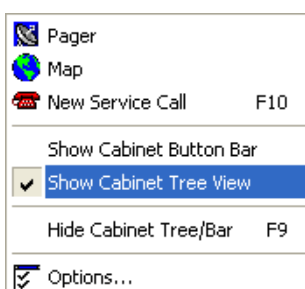 Pager
Map
New Service Call F10
Show Cabinet Button Bar
Show Cabinet Tree View
Hide Cabinet Tree/Bar F9
Options...